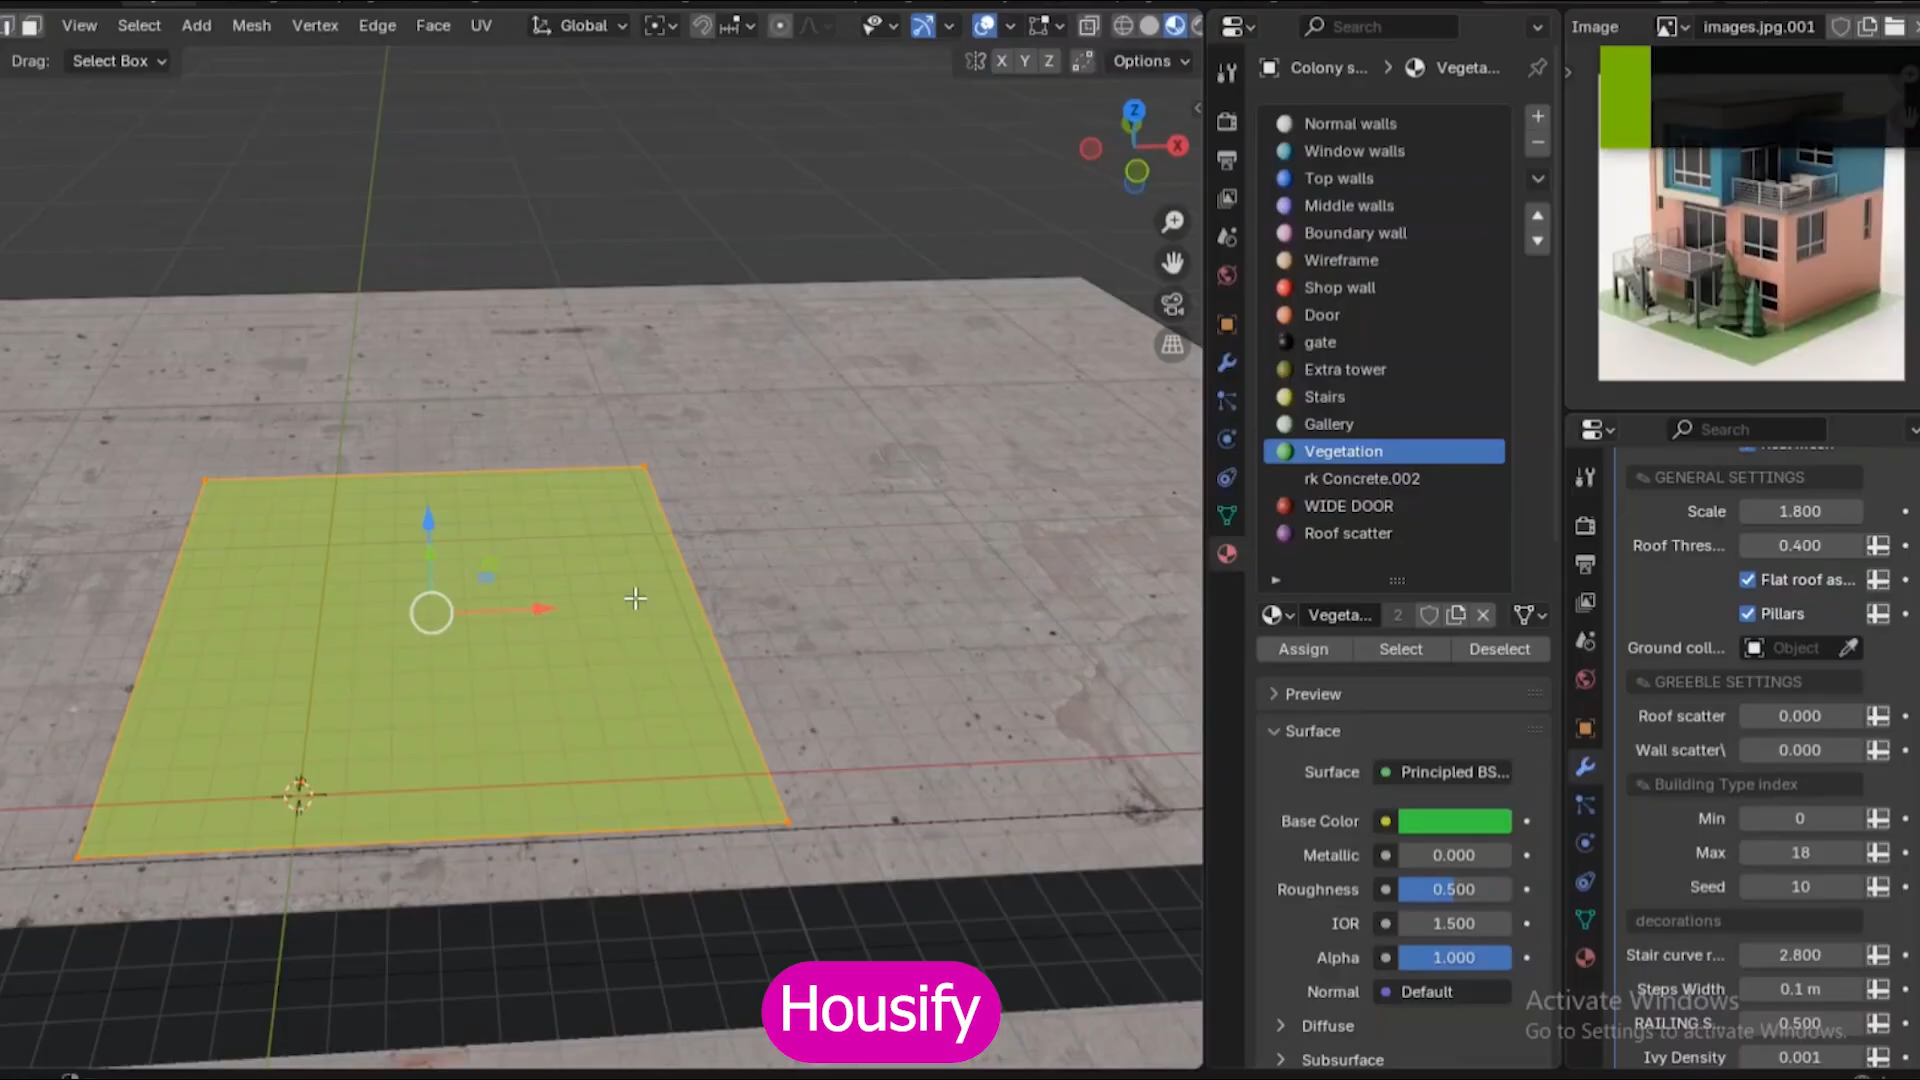 View Select Add Mesh Vertex Edge Face UV Global
Drag: Select Box X Y Z Options
Z
X
Search
Colony s... Vegeta...
Normal walls
Window walls
Top walls
Middle walls
Boundary wall
Wireframe
Shop wall
Door
gate
Extra tower
Stairs
Gallery
Vegetation
rk Concrete.002
WIDE DOOR
Roof scatter
Vegeta... 2
Assign Select Deselect
Preview
Surface
Surface Principled BS...
Base Color
Metallic 0.000
Roughness 0.500
IOR 1.500
Alpha 1.000
Normal Default
Diffuse
Subsurface
Image images.jpg.001
Search
GENERAL SETTINGS
Scale 1.800
Roof Thres... 0.400
Flat roof as...
Pillars
Ground coll... Object
GREEBLE SETTINGS
Roof scatter 0.000
Wall scatter\ 0.000
Building Type index
Min 0
Max 18
Seed 10
decorations
Stair curve r... 2.800
Steps Width 0.1 m
RAILING S... 0.500
Ivy Density 0.001
Activate Windows
Go to Settings to activate Windows.
Housify